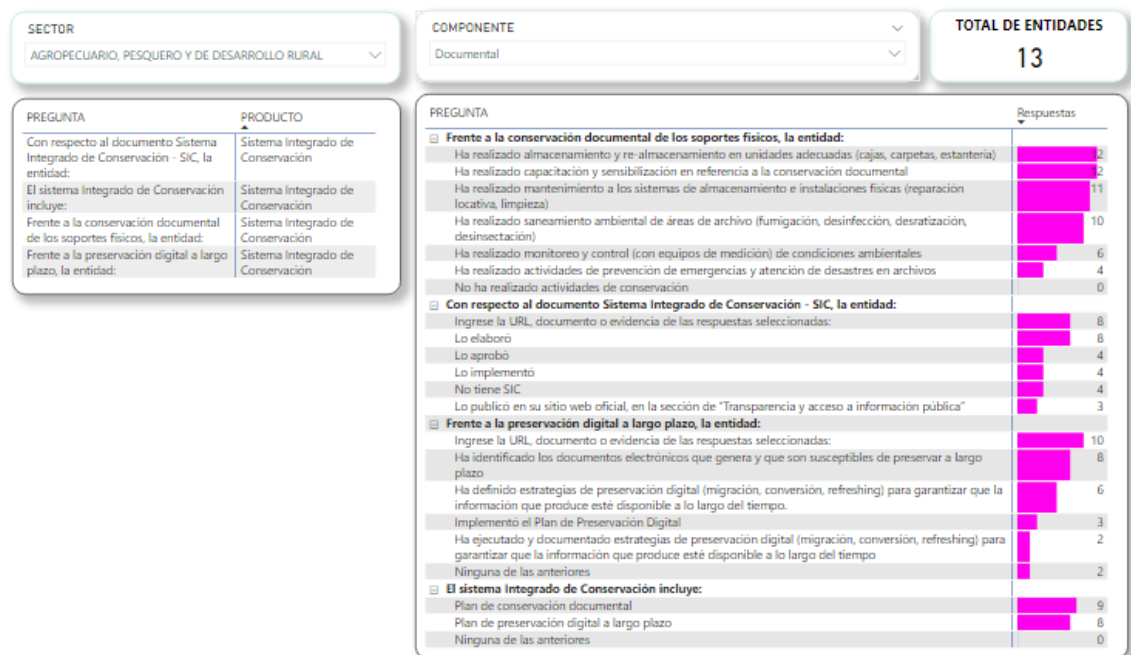 SECTOR
AGROPECUARIO, PESQUERO Y DE DESARROLLO RURAL
COMPONENTE
Documental
TOTAL DE ENTIDADES
13
PREGUNTA PRODUCTO
Con respecto al documento Sistema Sistema Integrado de
Integrado de Conservación - SIC, la Conservación
entidad:
El sistema Integrado de Conservación Sistema Integrado de
incluye: Conservación
Frente a la conservación documental Sistema Integrado de
de los soportes físicos, la entidad: Conservación
Frente a la preservación digital a largo Sistema Integrado de
plazo, la entidad: Conservación
PREGUNTA Respuestas
Frente a la conservación documental de los soportes físicos, la entidad:
Ha realizado almacenamiento y re-almacenamiento en unidades adecuadas (cajas, carpetas, estantería) 12
Ha realizado capacitación y sensibilización en referencia a la conservación documental 12
Ha realizado mantenimiento a los sistemas de almacenamiento e instalaciones físicas (reparación 11
locativa, limpieza)
Ha realizado saneamiento ambiental de áreas de archivo (fumigación, desinfección, desratización, 10
desinsectación)
Ha realizado monitoreo y control (con equipos de medición) de condiciones ambientales 6
Ha realizado actividades de prevención de emergencias y atención de desastres en archivos 4
No ha realizado actividades de conservación 0
Con respecto al documento Sistema Integrado de Conservación - SIC, la entidad:
Ingrese la URL, documento o evidencia de las respuestas seleccionadas: 8
Lo elaboró 8
Lo aprobó 4
Lo implementó 4
No tiene SIC 4
Lo publicó en su sitio web oficial, en la sección de "Transparencia y acceso a información pública" 3
Frente a la preservación digital a largo plazo, la entidad:
Ingrese la URL, documento o evidencia de las respuestas seleccionadas: 10
Ha identificado los documentos electrónicos que genera y que son susceptibles de preservar a largo 8
plazo
Ha definido estrategias de preservación digital (migración, conversión, refreshing) para garantizar que la 6
información que produce esté disponible a lo largo del tiempo.
Implementó el Plan de Preservación Digital 3
Ha ejecutado y documentado estrategias de preservación digital (migración, conversión, refreshing) para 2
garantizar que la información que produce esté disponible a lo largo del tiempo
Ninguna de las anteriores 2
El sistema Integrado de Conservación incluye:
Plan de conservación documental 9
Plan de preservación digital a largo plazo 8
Ninguna de las anteriores 0